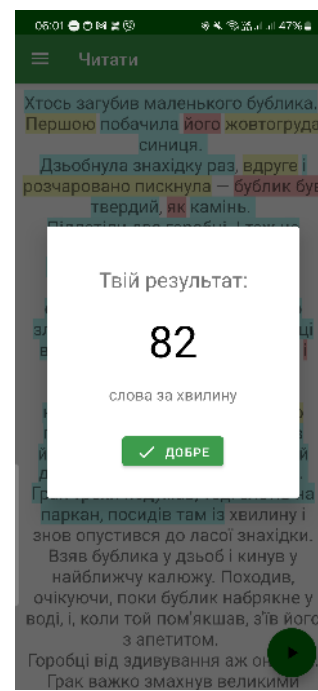 06:01 47%
Читати
Хтось загубив маленького бублика.
Першою побачила його жовтогруда
синиця.
Дзьобнула знахідку раз, вдруге і
розчаровано пискнула — бублик був
твердий, як камінь.
Твій результат:
82
слова за хвилину
ДОБРЕ
паркан, посидів там із хвилину і
знов опустився до ласої знахідки.
Взяв бублика у дзьоб і кинув у
найближчу калюжу. Походив,
очікуючи, поки бублик набрякне у
воді, і, коли той пом'якшав, з'їв його
з апетитом.
Горобці від здивування аж
Грак важко змахнув великими